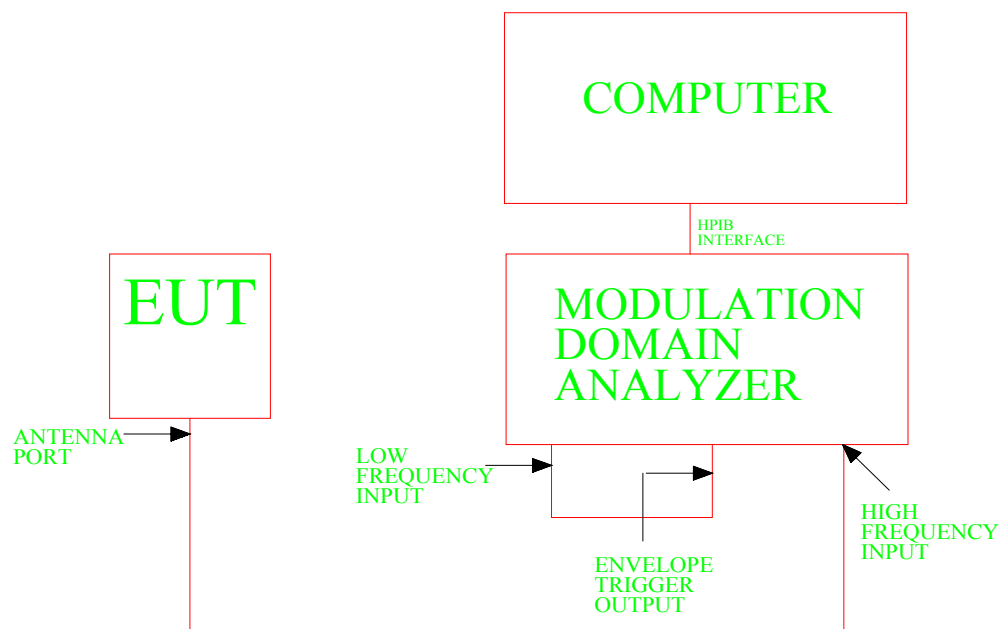 COMPUTER
HPIB
INTERFACE
EUT
MODULATION
DOMAIN
ANALYZER
ANTENNA
PORT
LOW
FREQUENCY
INPUT
HIGH
FREQUENCY
INPUT
ENVELOPE
TRIGGER
OUTPUT